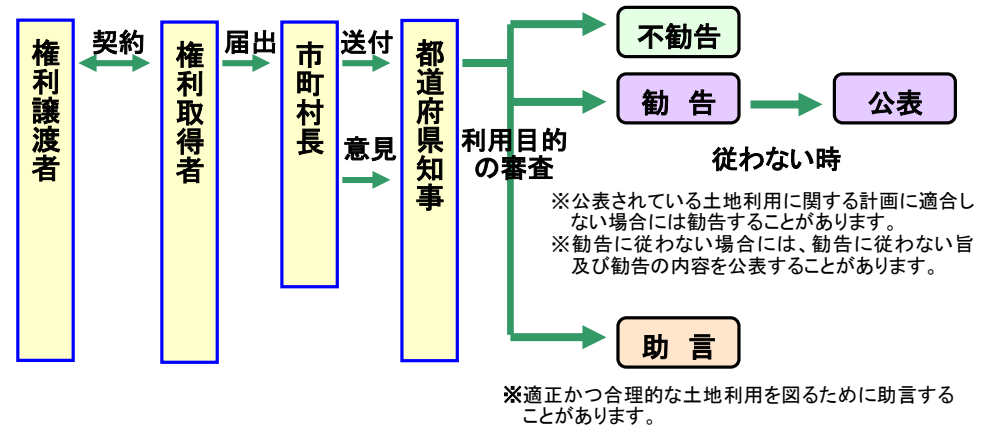 権利譲渡者
契約
権利取得者
届出
市町村長
送付
意見
都道府県知事
利用目的
の審査
不勧告
勧 告
公表
従わない時
※公表されている土地利用に関する計画に適合し
ない場合には勧告することがあります。
※勧告に従わない場合には、勧告に従わない旨
及び勧告の内容を公表することがあります。
助 言
※適正かつ合理的な土地利用を図るために助言する
ことがあります。